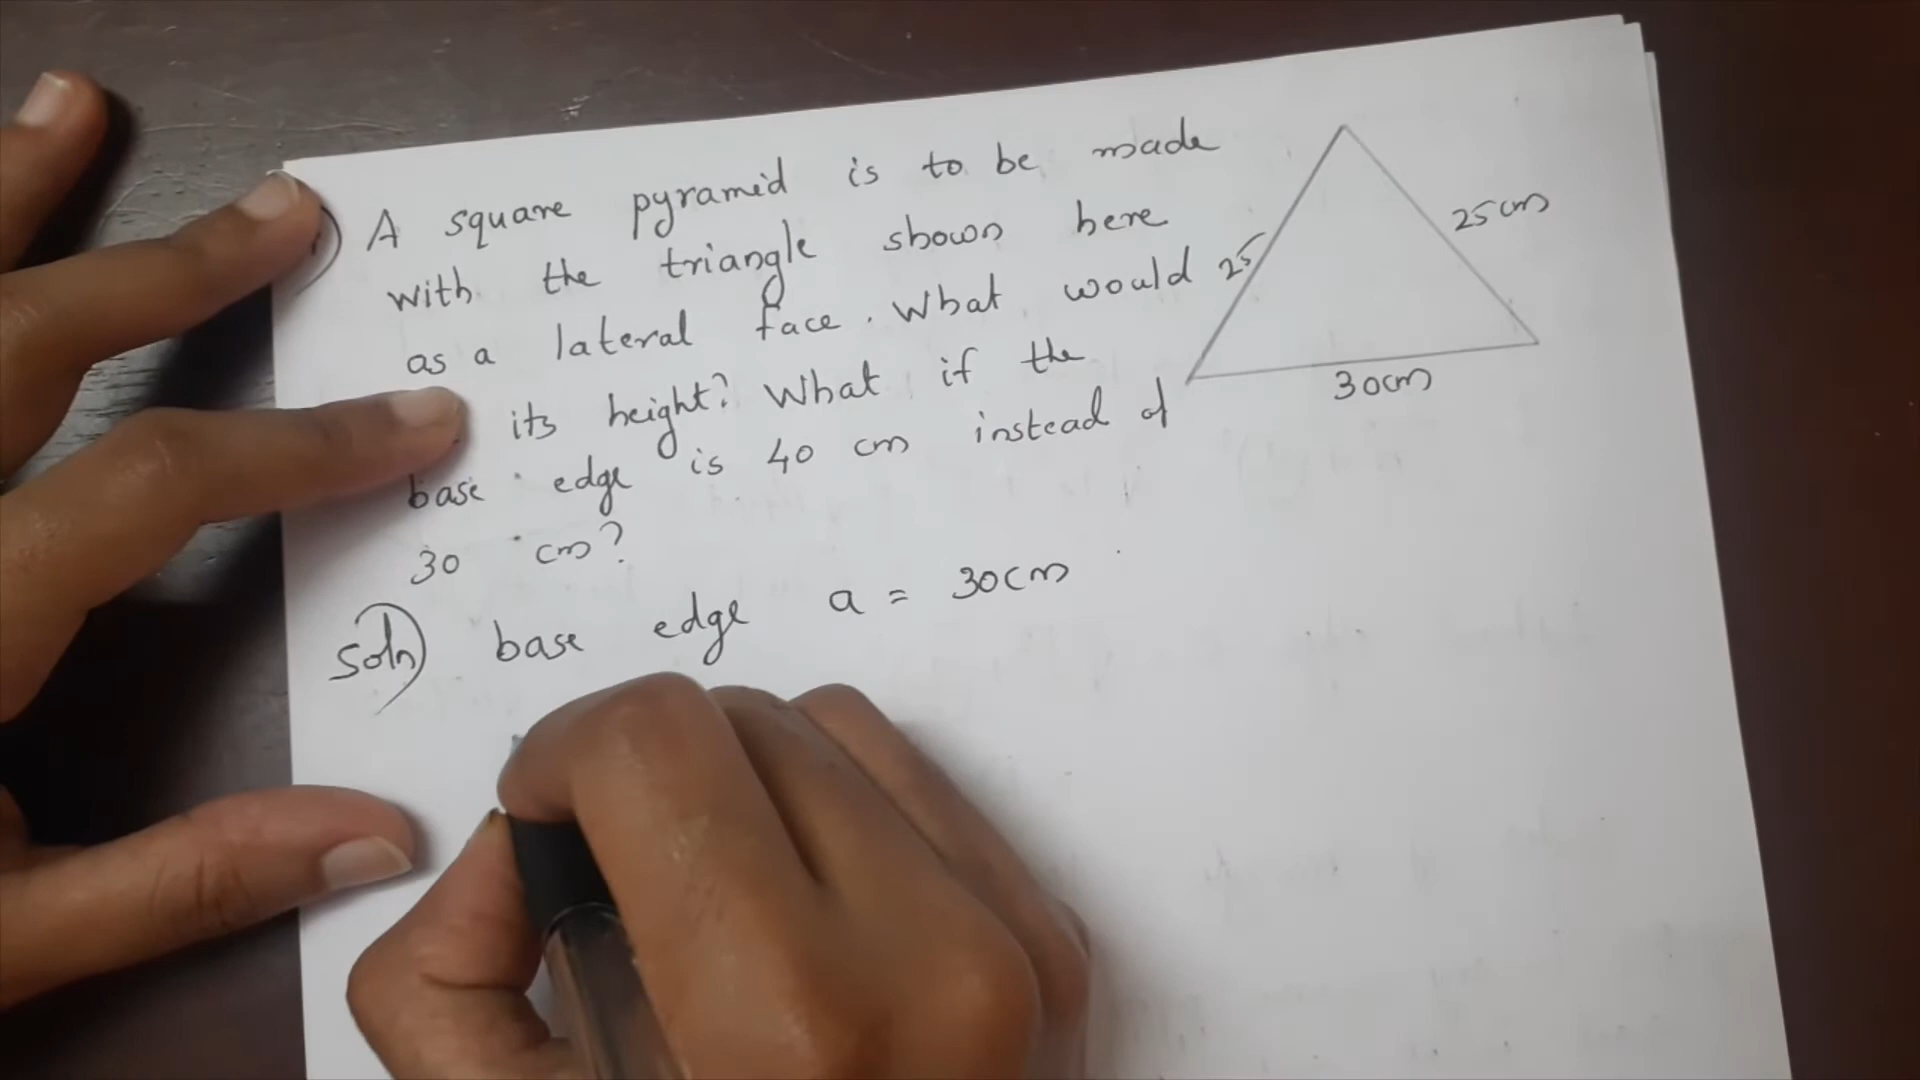 A square pyramid is to be made
with the triangle shown here
as a lateral face. What would
its height? What if the
base edge is 40 cm instead of
30 cm?
25
25cm
30cm
Soln) base edge a = 30cm